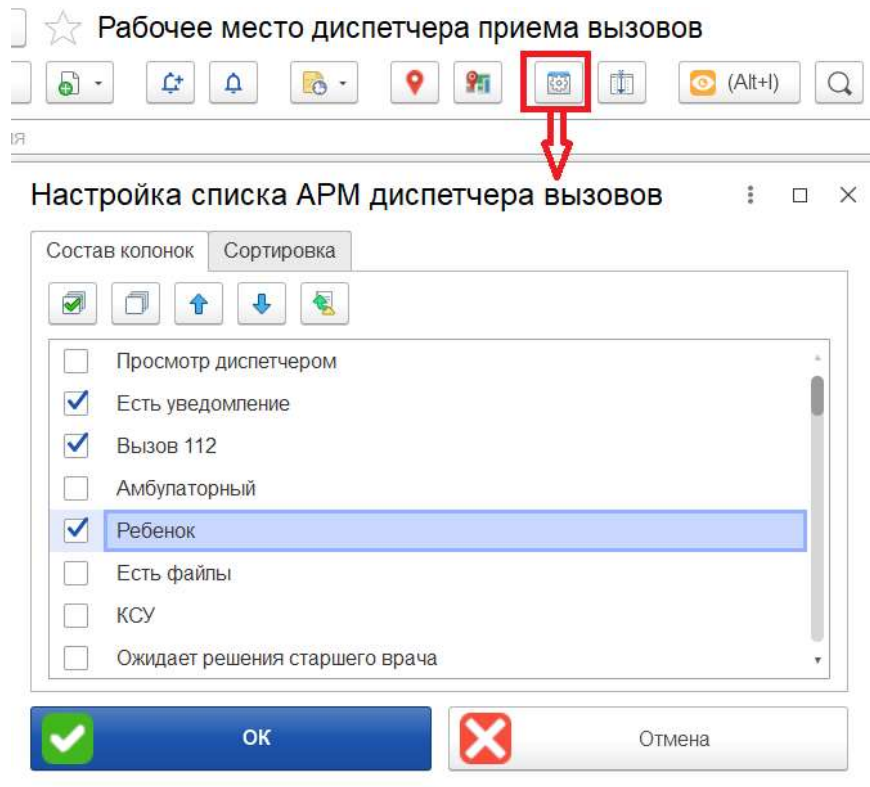 Рабочее место диспетчера приема вызовов
(Alt+I)
ия
Настройка списка АРМ диспетчера вызовов
Состав колонок Сортировка
Просмотр диспетчером
Есть уведомление
Вызов 112
Амбулаторный
Ребенок
Есть файлы
КСУ
Ожидает решения старшего врача
ОК Отмена